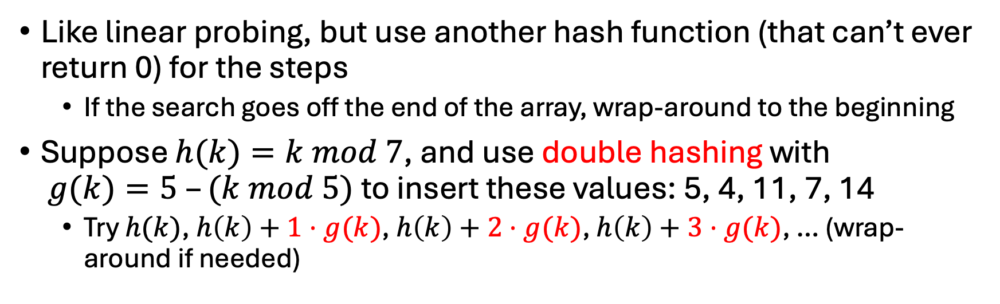 • Like linear probing, but use another hash function (that can’t ever
return 0) for the steps
• If the search goes off the end of the array, wrap-around to the beginning
• Suppose h(k) = k mod 7, and use double hashing with
g(k) = 5 – (k mod 5) to insert these values: 5, 4, 11, 7, 14
• Try h(k), h(k) + 1 · g(k), h(k) + 2 · g(k), h(k) + 3 · g(k), … (wrap-
around if needed)